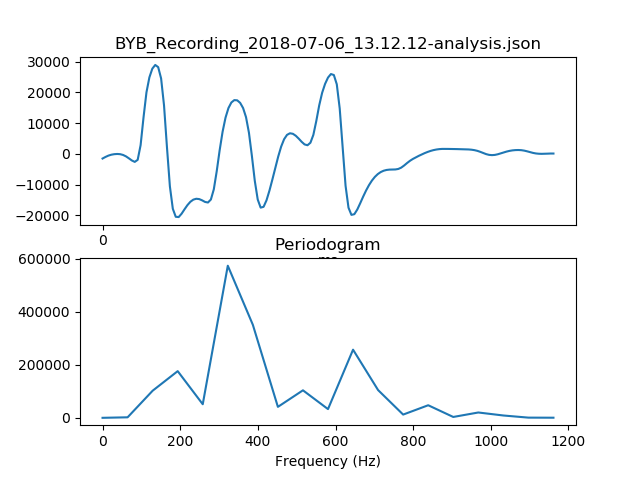 BYB_Recording_2018-07-06_13.12.12-analysis.json
30000
20000
10000
0
−10000
−20000
0
Periodogram
600000
400000
200000
0
0 200 400 600 800 1000 1200
Frequency (Hz)